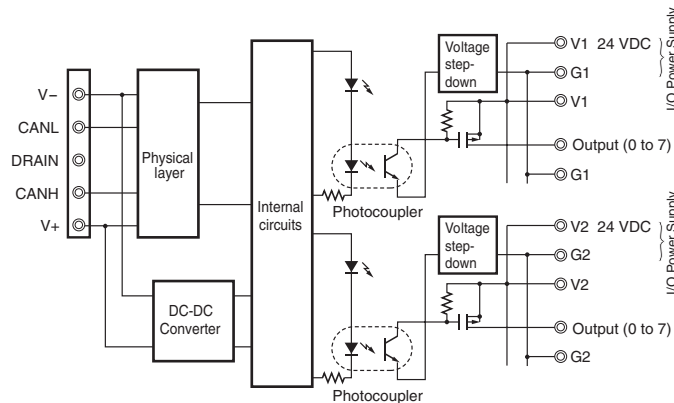 V−
CANL
DRAIN
CANH
V+
Physical
layer
DC-DC
Converter
Internal
circuits
Photocoupler
Voltage
step-
down
V1 24 VDC
G1
V1
Output (0 to 7)
G1
I/O Power Supply
Photocoupler
Voltage
step-
down
V2 24 VDC
G2
V2
Output (0 to 7)
G2
I/O Power Supply